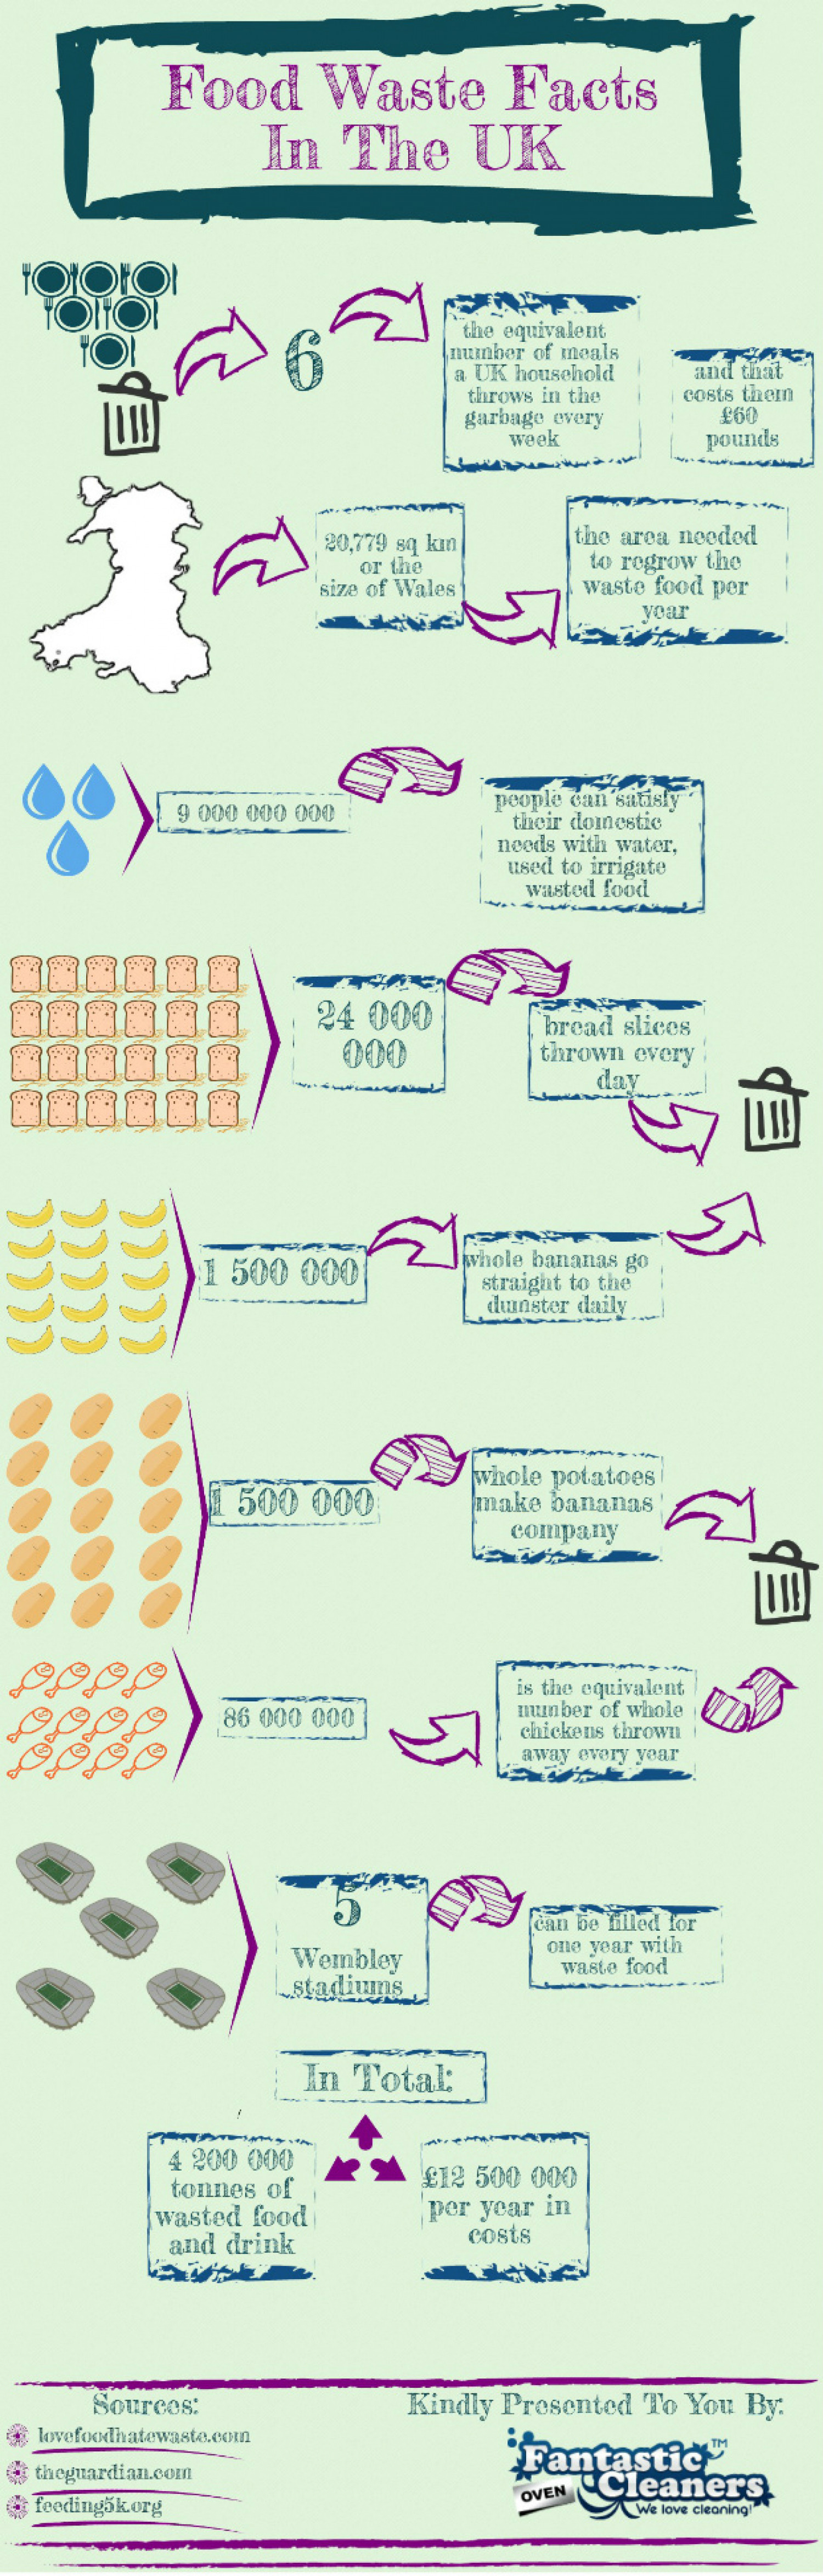 Food Waste Facts
In The UK
6
the equivalent
number of meals
a UK household
throws in the
garbage every
week
and that
costs them
£60
pounds
20,779 sq km
or the
size of Wales
the area needed
to regrow the
waste food per
year
9 000 000 000
people can satisfy
their domestic
needs with water,
used to irrigate
wasted food
24 000
000
bread slices
thrown every
day
1 500 000
whole bananas go
straight to the
dumster daily
1 500 000
whole potatoes
make bananas
company
86 000 000
is the equivalent
number of whole
chickens thrown
away every year
5
Wembley
stadiums
can be filled for
one year with
waste food
In Total:
4 200 000
tonnes of
wasted food
and drink
£12 500 000
per year in
costs
Sources:
lovefoodhatewaste.com
theguardian.com
feeding5k.org
Kindly Presented To You By:
Fantastic™
OVEN Cleaners
We love cleaning!